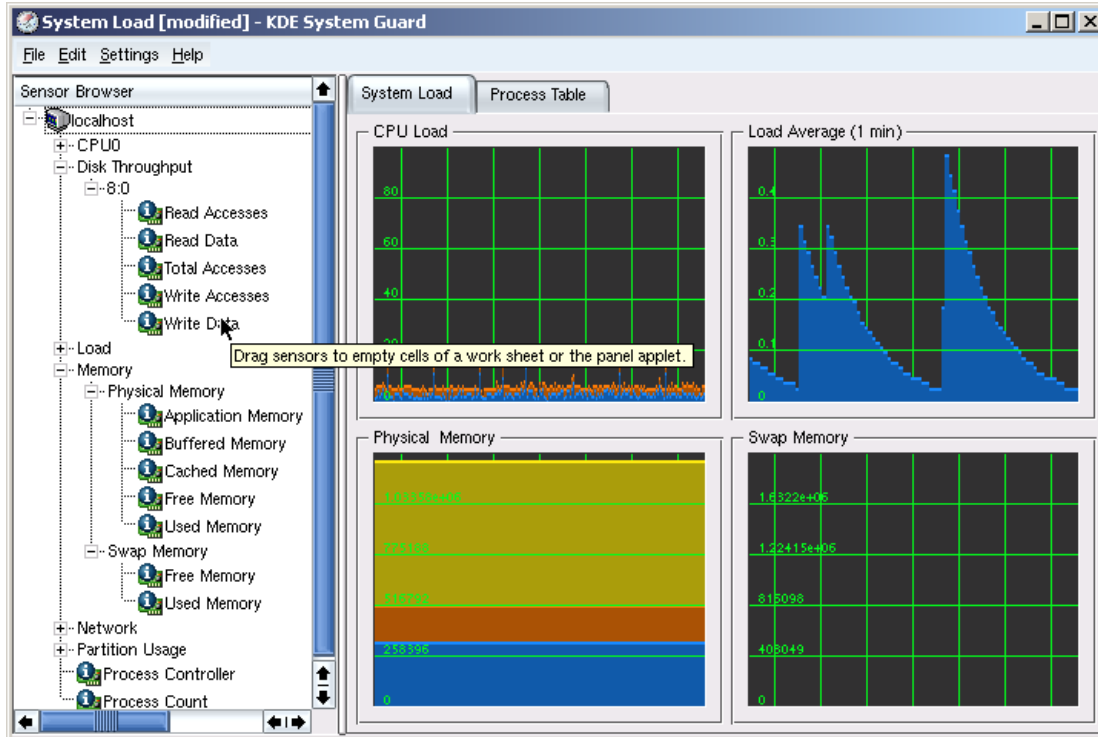 System Load [modified] - KDE System Guard
File Edit Settings Help
Sensor Browser
localhost
CPU0
Disk Throughput
8:0
Read Accesses
Read Data
Total Accesses
Write Accesses
Write Data
Drag sensors to empty cells of a work sheet or the panel applet.
Load
Memory
Physical Memory
Application Memory
Buffered Memory
Cached Memory
Free Memory
Used Memory
Swap Memory
Free Memory
Used Memory
Network
Partition Usage
Process Controller
Process Count
System Load
Process Table
CPU Load
80
60
40
20
0
Load Average (1 min)
0.4
0.3
0.2
0.1
0
Physical Memory
775188
516792
258396
0
Swap Memory
1.6322e+06
1.22415e+06
816098
408049
0